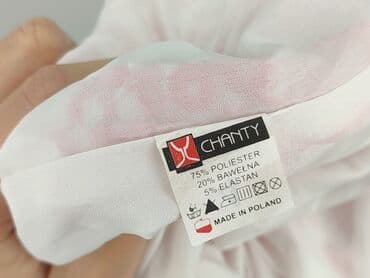 CHANTY
75% POLIESTER
20% BAWEŁNA
5% ELASTAN
MADE IN POLAND